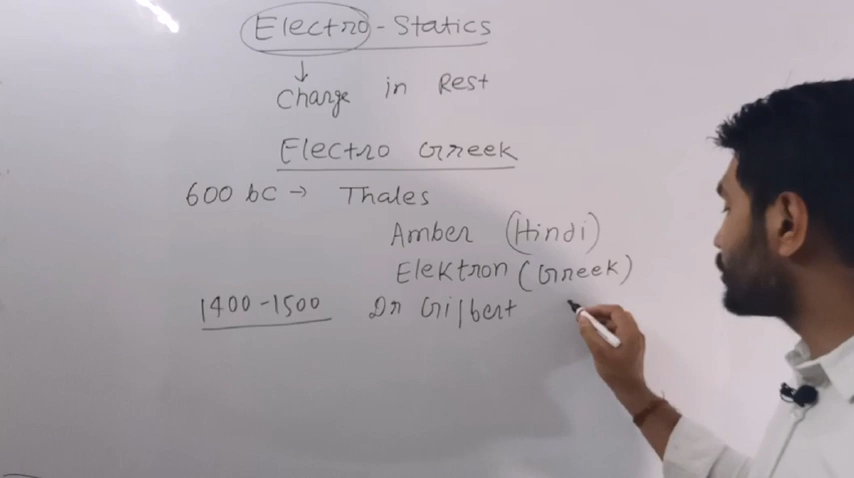 Electro - Statics
Charge in Rest
Electro Greek
600 bC → Thales
Amber (Hindi)
Elektron (Greek)
1400-1500 Dr Gilbert